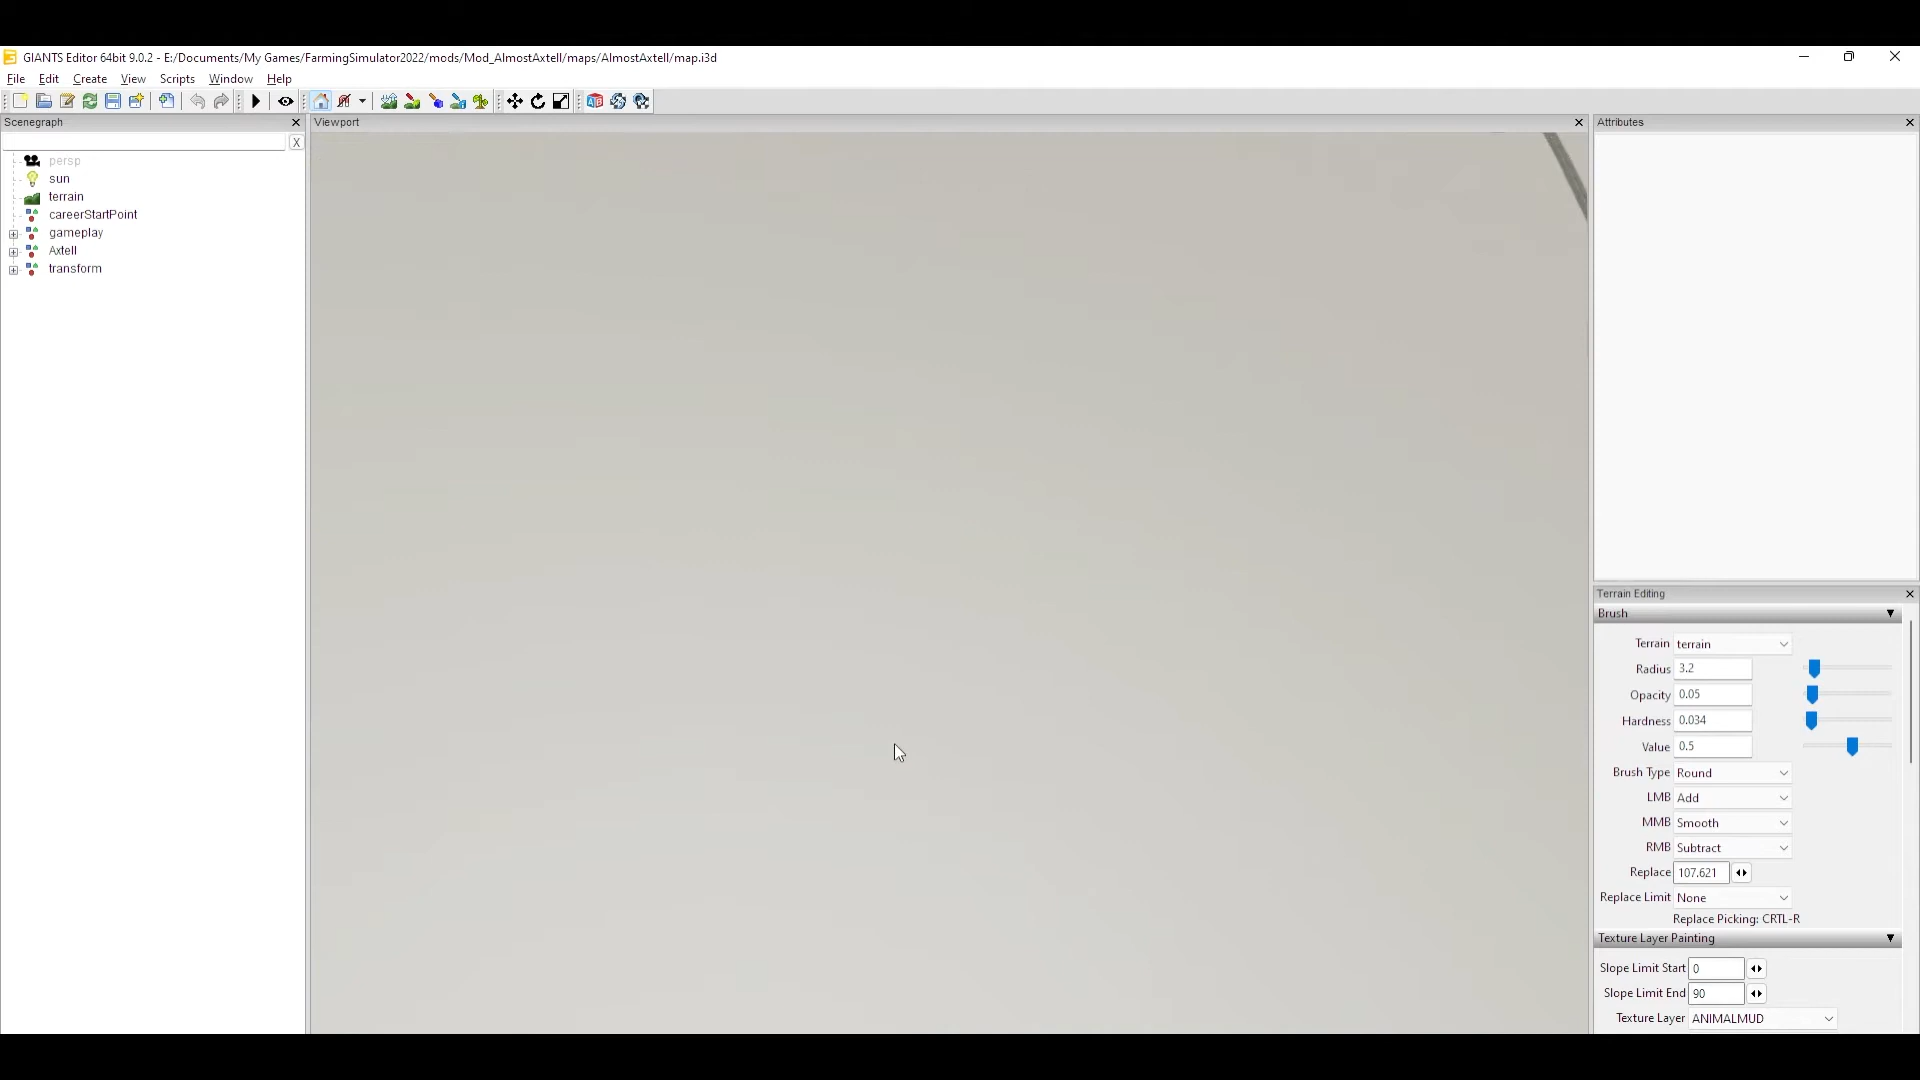 GIANTS Editor 64bit 9.0.2 - E:/Documents/My Games/FarmingSimulator2022/mods/Mod_AlmostAxtell/maps/AlmostAxtell/map.i3d
File Edit Create View Scripts Window Help
Scenegraph
X
persp
sun
terrain
careerStartPoint
gameplay
Axtell
transform
Viewport
Attributes
Terrain Editing
Brush
Terrain terrain
Radius 3.2
Opacity 0.05
Hardness 0.034
Value 0.5
Brush Type Round
LMB Add
MMB Smooth
RMB Subtract
Replace 107.621
Replace Limit None
Replace Picking: CRTL-R
Texture Layer Painting
Slope Limit Start 0
Slope Limit End 90
Texture Layer ANIMALMUD